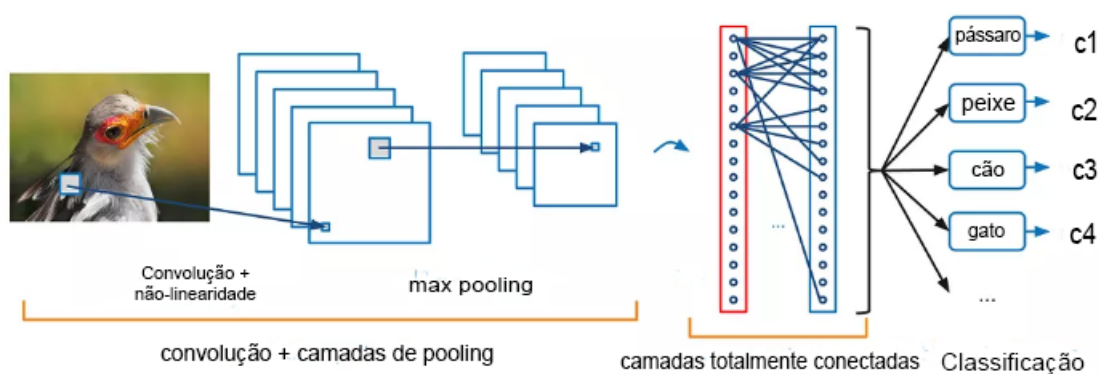 Convolução +
não-linearidade
max pooling
convolução + camadas de pooling
...
camadas totalmente conectadas
pássaro
c1
peixe
c2
cão
c3
gato
c4
...
Classificação